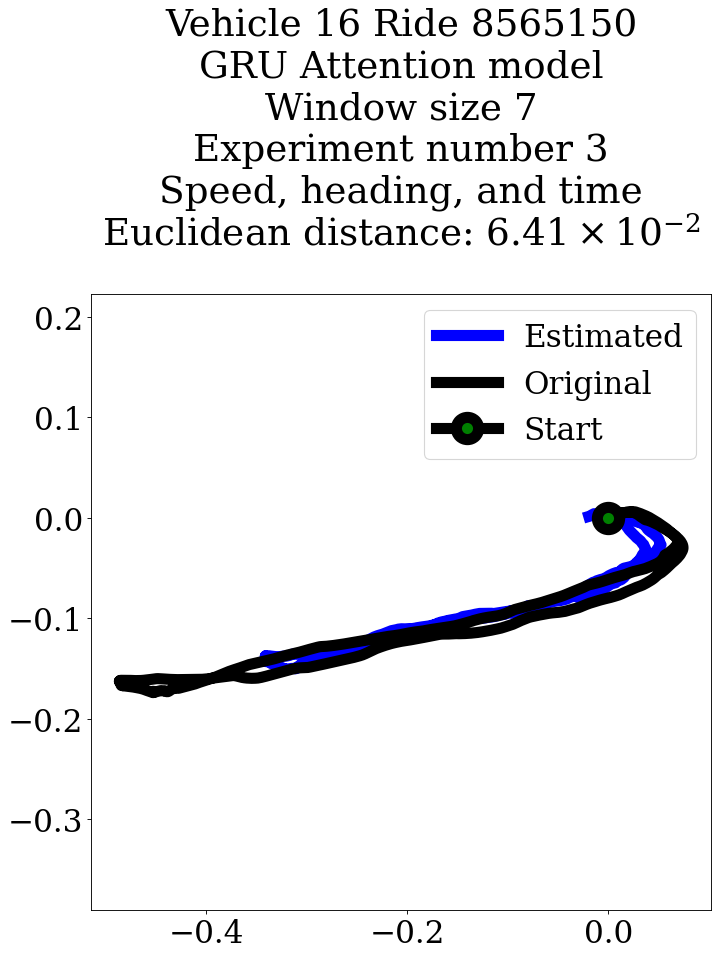 Vehicle 16 Ride 8565150
GRU Attention model
Window size 7
Experiment number 3
Speed, heading, and time
Euclidean distance: 6.41 × 10⁻²
Estimated
Original
Start
0.2
0.1
0.0
−0.1
−0.2
−0.3
−0.4 −0.2 0.0